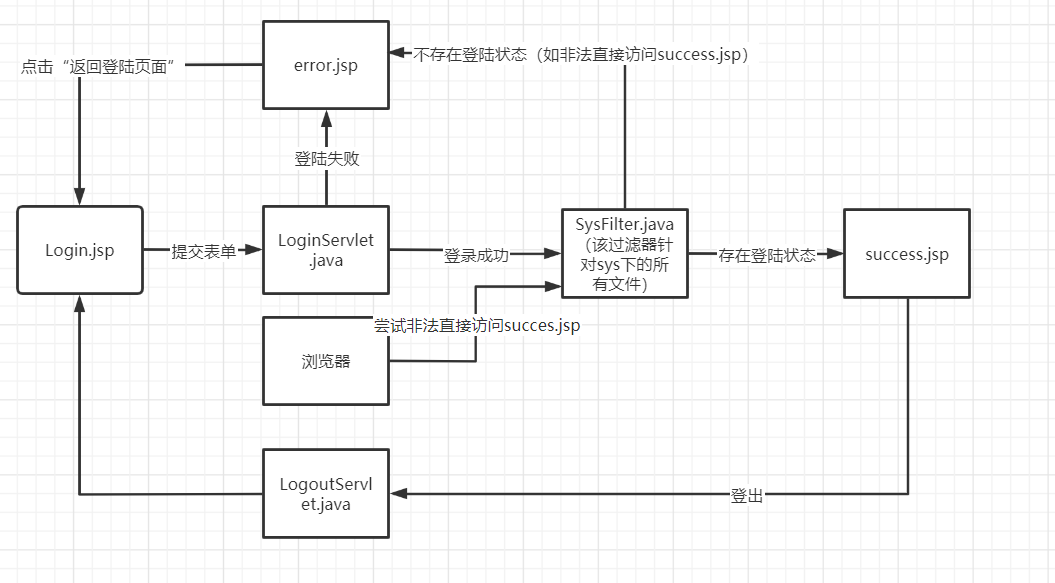 error.jsp
不存在登陆状态（如非法直接访问success.jsp）
点击“返回登陆页面”
登陆失败
Login.jsp
提交表单
LoginServlet
.java
登录成功
SysFilter.java
（该过滤器针
对sys下的所
有文件）
存在登陆状态
success.jsp
尝试非法直接访问succes.jsp
浏览器
LogoutServl
et.java
登出